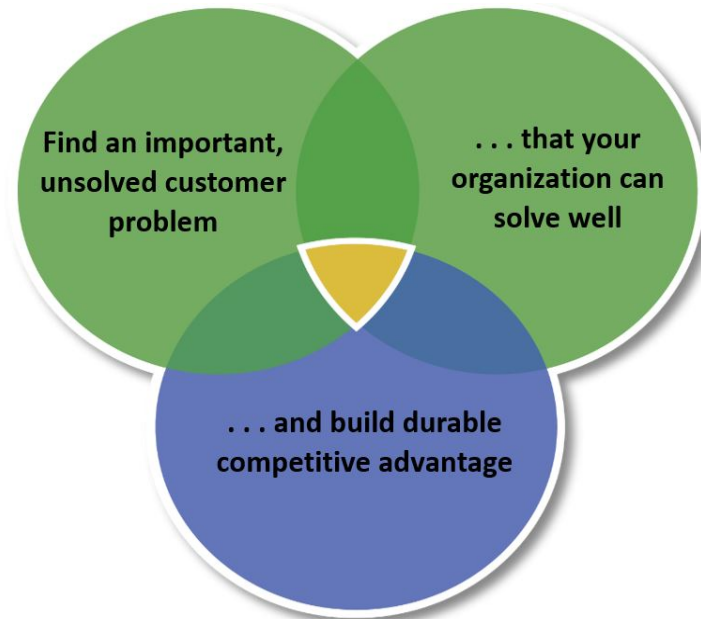 Find an important,
unsolved customer
problem
. . . that your
organization can
solve well
. . . and build durable
competitive advantage